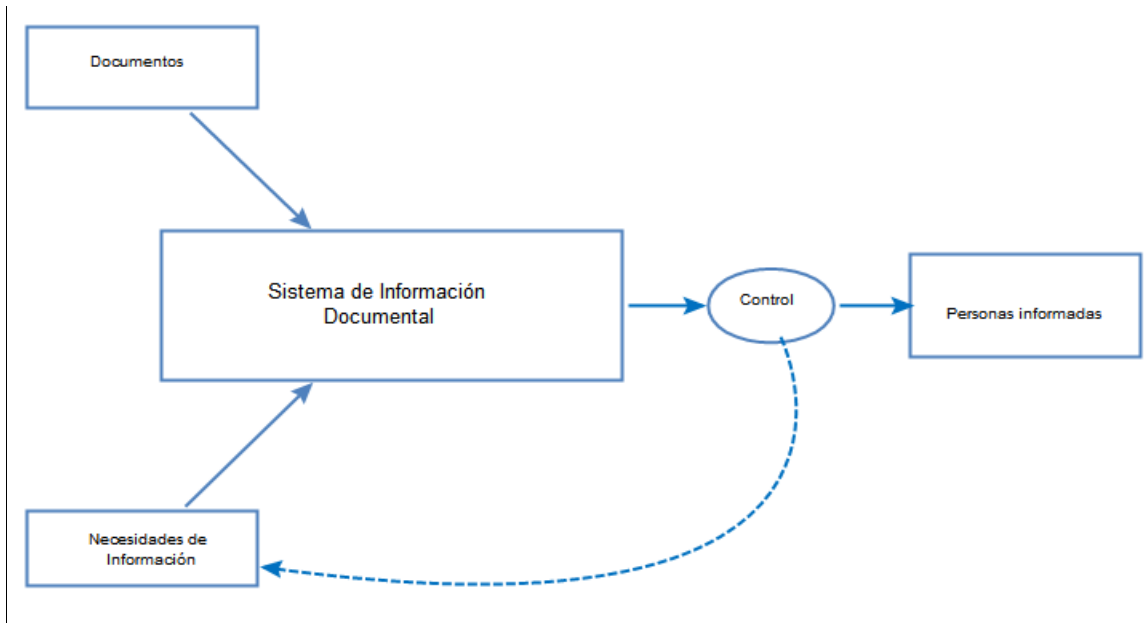 Documentos
Sistema de Información
Documental
Control
Personas informadas
Necesidades de
Información